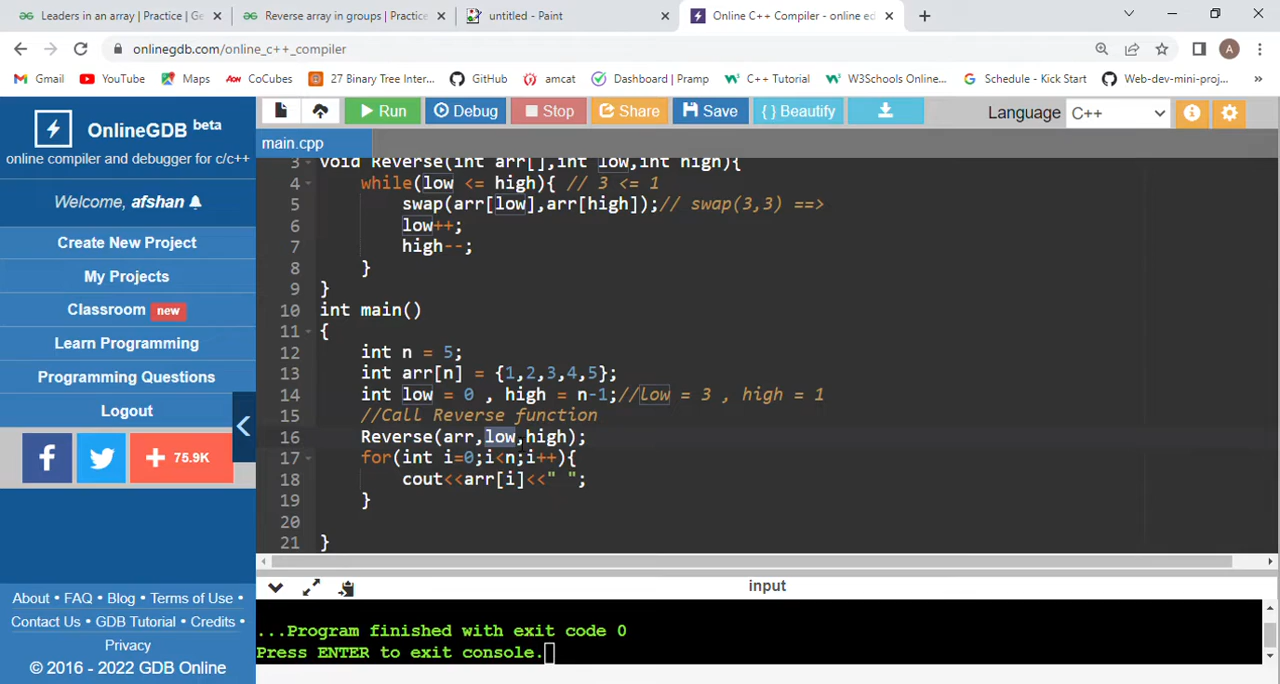 Leaders in an array | Practice | Ge
Reverse array in groups | Practice
untitled - Paint
Online C++ Compiler - online ed
onlinegdb.com/online_c++_compiler
A
Gmail
YouTube
Maps
CoCubes
27 Binary Tree Inter...
GitHub
amcat
Dashboard | Pramp
C++ Tutorial
W3Schools Online...
Schedule - Kick Start
Web-dev-mini-proj...
»
OnlineGDB beta
online compiler and debugger for c/c++
Welcome, afshan
Create New Project
My Projects
Classroom new
Learn Programming
Programming Questions
Logout
f
+ 75.9K
About • FAQ • Blog • Terms of Use •
Contact Us • GDB Tutorial • Credits •
Privacy
© 2016 - 2022 GDB Online
Run
Debug
Stop
Share
Save
{ } Beautify
Language
C++
main.cpp
3 void Reverse(int arr[],int low,int high){
4 while(low <= high){ // 3 <= 1
5 swap(arr[low],arr[high]);// swap(3,3) ==>
6 low++;
7 high--;
8 }
9 }
10 int main()
11 {
12 int n = 5;
13 int arr[n] = {1,2,3,4,5};
14 int low = 0 , high = n-1;//low = 3 , high = 1
15 //Call Reverse function
16 Reverse(arr,low,high);
17 for(int i=0;i<n;i++){
18 cout<<arr[i]<<" ";
19 }
20
21 }
input
...Program finished with exit code 0
Press ENTER to exit console.